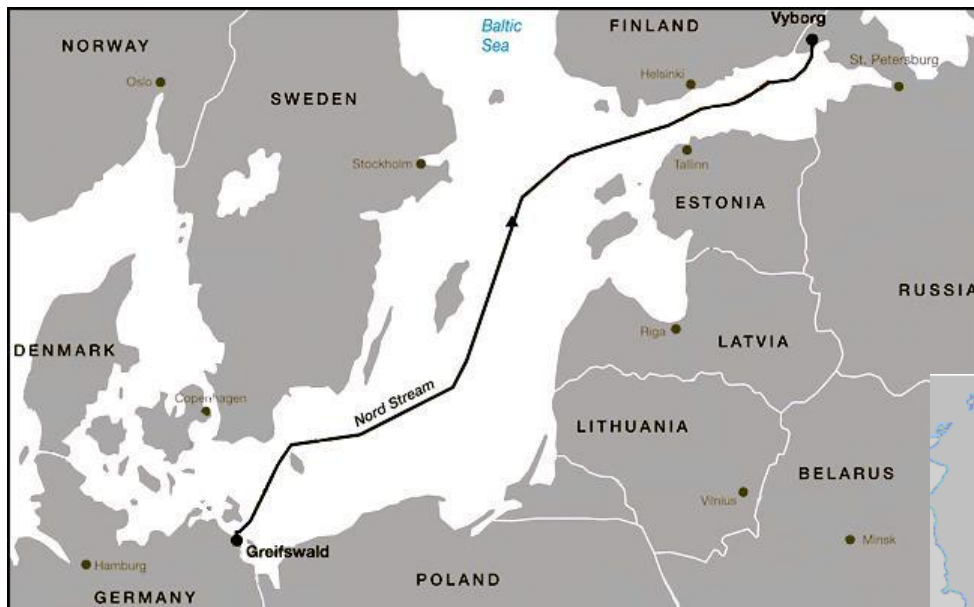 Baltic
Sea
Vyborg
NORWAY
FINLAND
St. Petersburg
Oslo
Helsinki
SWEDEN
Stockholm
Tallinn
ESTONIA
RUSSIA
Riga
LATVIA
DENMARK
Nord Stream
Copenhagen
LITHUANIA
BELARUS
Vilnius
Minsk
Greifswald
Hamburg
POLAND
GERMANY